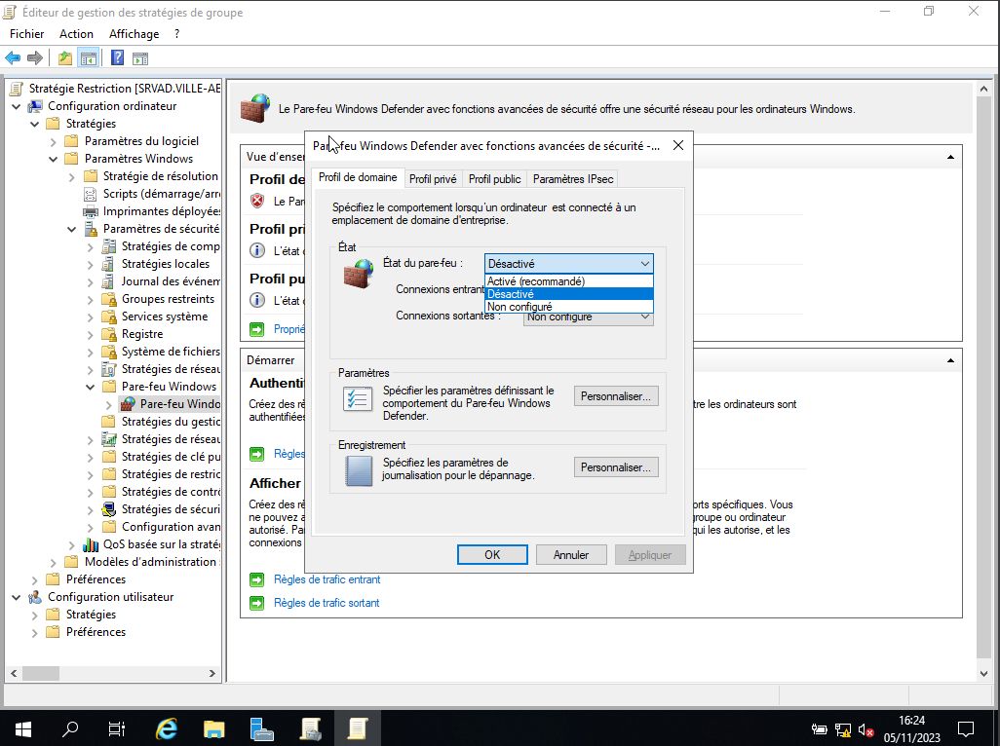 Éditeur de gestion des stratégies de groupe
Fichier Action Affichage ?
Stratégie Restriction [SRVAD.VILLE-AE
Configuration ordinateur
Stratégies
Paramètres du logiciel
Paramètres Windows
Stratégie de résolution
Scripts (démarrage/arr
Imprimantes déployées
Paramètres de sécurité
Stratégies de comp
Stratégies locales
Journal des événem
Groupes restreints
Services système
Registre
Système de fichiers
Stratégies de réseau
Pare-feu Windows
Pare-feu Windo
Stratégies du gestic
Stratégies de réseau
Stratégies de clé pu
Stratégies de restric
Stratégies de contrô
Stratégies de sécuri
Configuration avan
QoS basée sur la straté
Modèles d'administration :
Préférences
Configuration utilisateur
Stratégies
Préférences
Le Pare-feu Windows Defender avec fonctions avancées de sécurité offre une sécurité réseau pour les ordinateurs Windows.
Vue d'enser
Profil de
Le Par
Profil pri
L'état
Profil pu
L'état
Proprié
Démarrer
Authenti
Créez des rè
tre les ordinateurs sont
authentifiées
Règles
Afficher
Créez des rè
orts spécifiques. Vous
ne pouvez a
groupe ou ordinateur
autorisé. Pa
qui les autorise, et les
connexions
Règles de trafic entrant
Règles de trafic sortant
Pare-feu Windows Defender avec fonctions avancées de sécurité -...
Profil de domaine Profil privé Profil public Paramètres IPsec
Spécifiez le comportement lorsqu'un ordinateur est connecté à un
emplacement de domaine d'entreprise.
État
État du pare-feu : Désactivé
Activé (recommandé)
Désactivé
Non configuré
Connexions entrant
Connexions sortantes : Non configuré
Paramètres
Spécifier les paramètres définissant le
comportement du Pare-feu Windows
Defender.
Personnaliser...
Enregistrement
Spécifiez les paramètres de
journalisation pour le dépannage.
Personnaliser...
OK Annuler Appliquer
16:24
05/11/2023